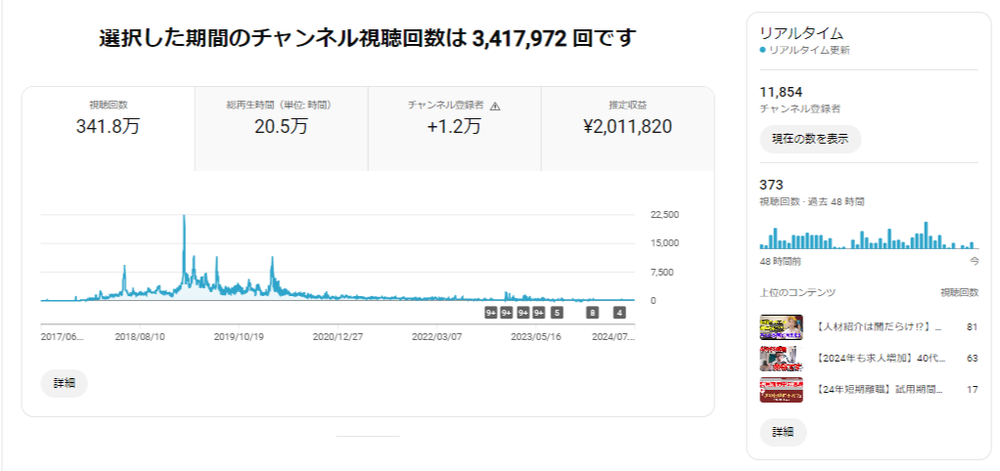 選択した期間のチャンネル視聴回数は 3,417,972 回です
視聴回数
341.8万
総再生時間（単位: 時間）
20.5万
チャンネル登録者
+1.2万
推定収益
¥2,011,820
22,500
15,000
7,500
0
9+ 9+ 9+ 9+ 5 8 4
2017/06... 2018/08/10 2019/10/19 2020/12/27 2022/03/07 2023/05/16 2024/07...
詳細
リアルタイム
リアルタイム更新
11,854
チャンネル登録者
現在の数を表示
373
視聴回数 · 過去 48 時間
48 時間前 今
上位のコンテンツ 視聴回数
【人材紹介は闇だらけ!?】... 81
【2024年も求人増加】40代... 63
【24年短期離職】試用期間... 17
詳細